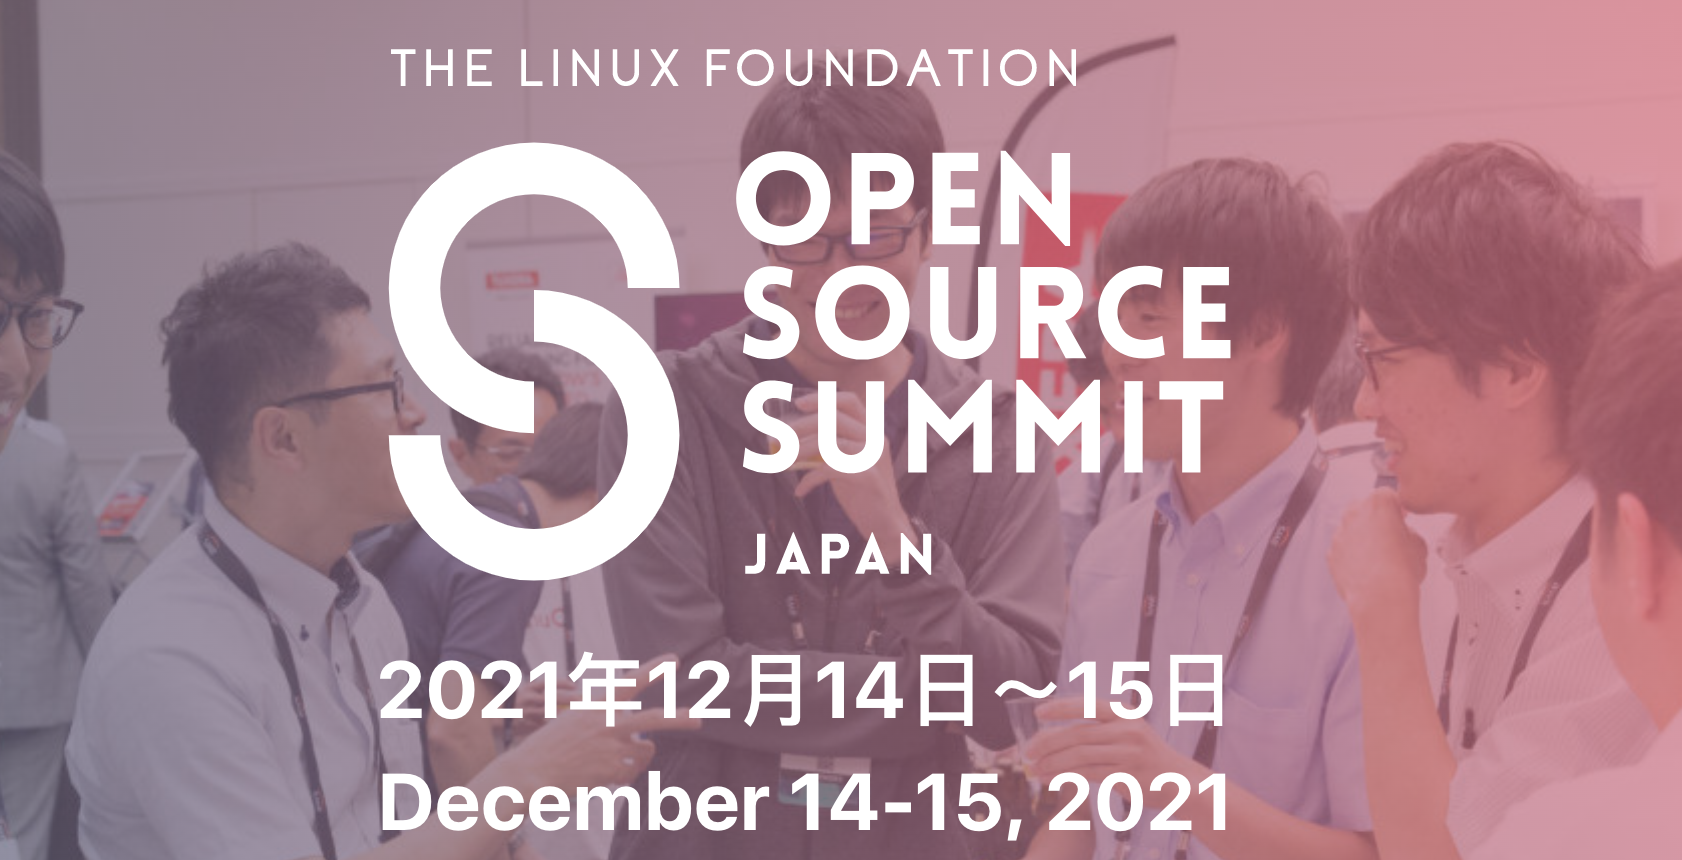 THE LINUX FOUNDATION
OPEN
SOURCE
SUMMIT
JAPAN
2021年12月14日〜15日
December 14-15, 2021